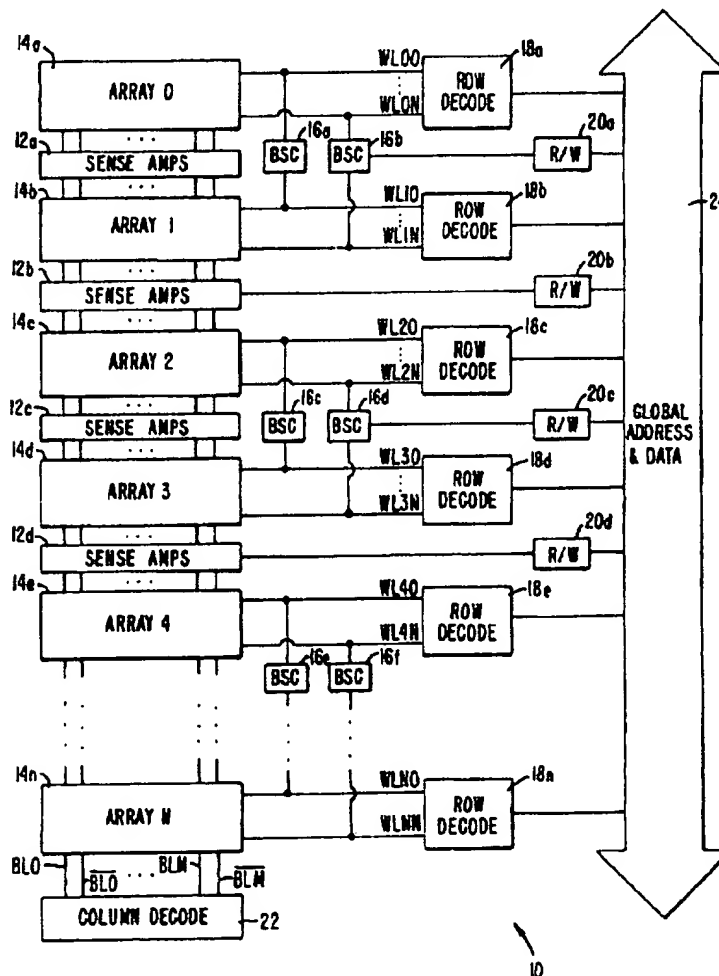 14a
ARRAY 0
WL00
WL0N
18a
ROW
DECODE
16a
BSC
16b
BSC
20a
R/W
12a
SENSE AMPS
14b
ARRAY 1
WL10
WL1N
18b
ROW
DECODE
12b
SENSE AMPS
20b
R/W
14c
ARRAY 2
WL20
WL2N
18c
ROW
DECODE
16c
BSC
16d
BSC
20c
R/W
12c
SENSE AMPS
GLOBAL
ADDRESS
& DATA
14d
ARRAY 3
WL30
WL3N
18d
ROW
DECODE
12d
SENSE AMPS
20d
R/W
14e
ARRAY 4
WL40
WL4N
18e
ROW
DECODE
16e
BSC
16f
BSC
14n
ARRAY N
WLN0
WLNN
18n
ROW
DECODE
BL0
BL0
BLM
BLM
COLUMN DECODE
22
10